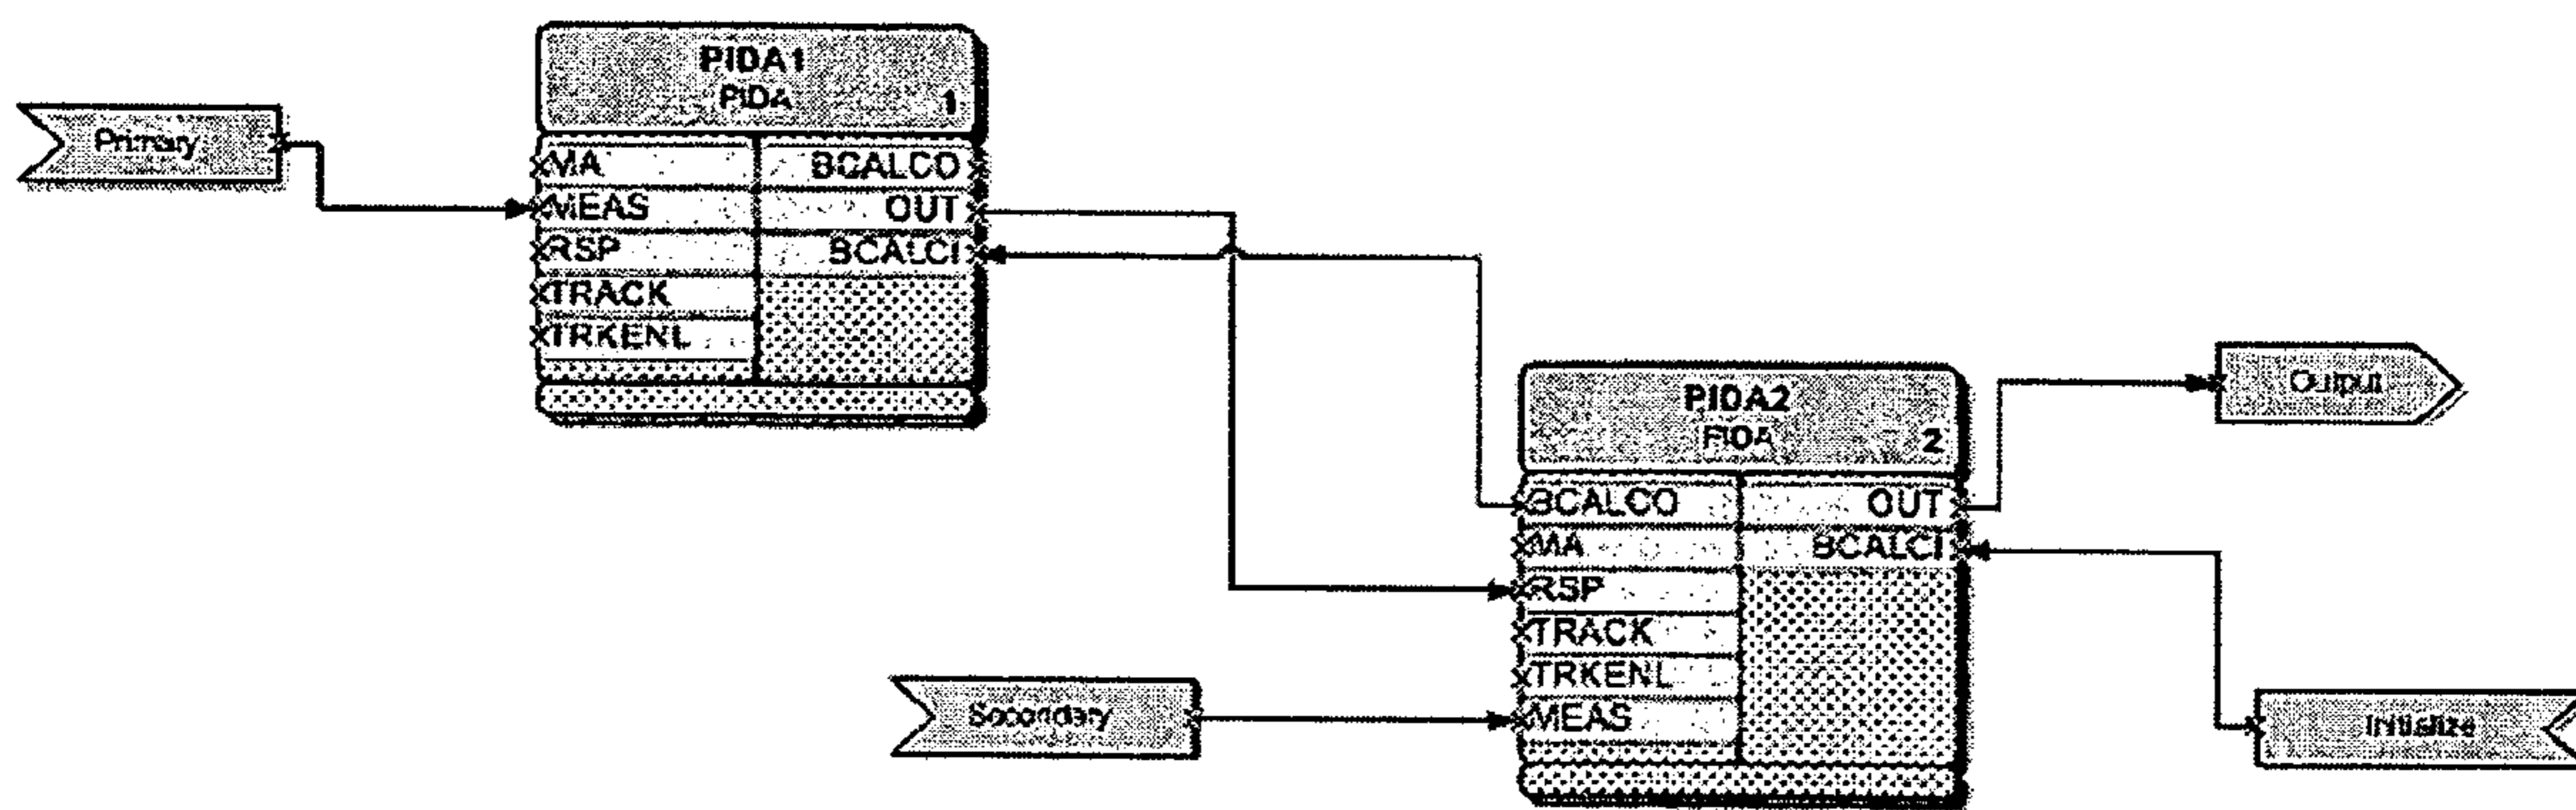 PIDA1
PIDA
1
Primary
MA BCALCO
MEAS OUT
RSP BCALCI
TRACK
TRKENL
PIDA2
PIDA
2
Output
BCALCO OUT
MA BCALCI
RSP
TRACK
TRKENL
Secondary
MEAS
Initialize